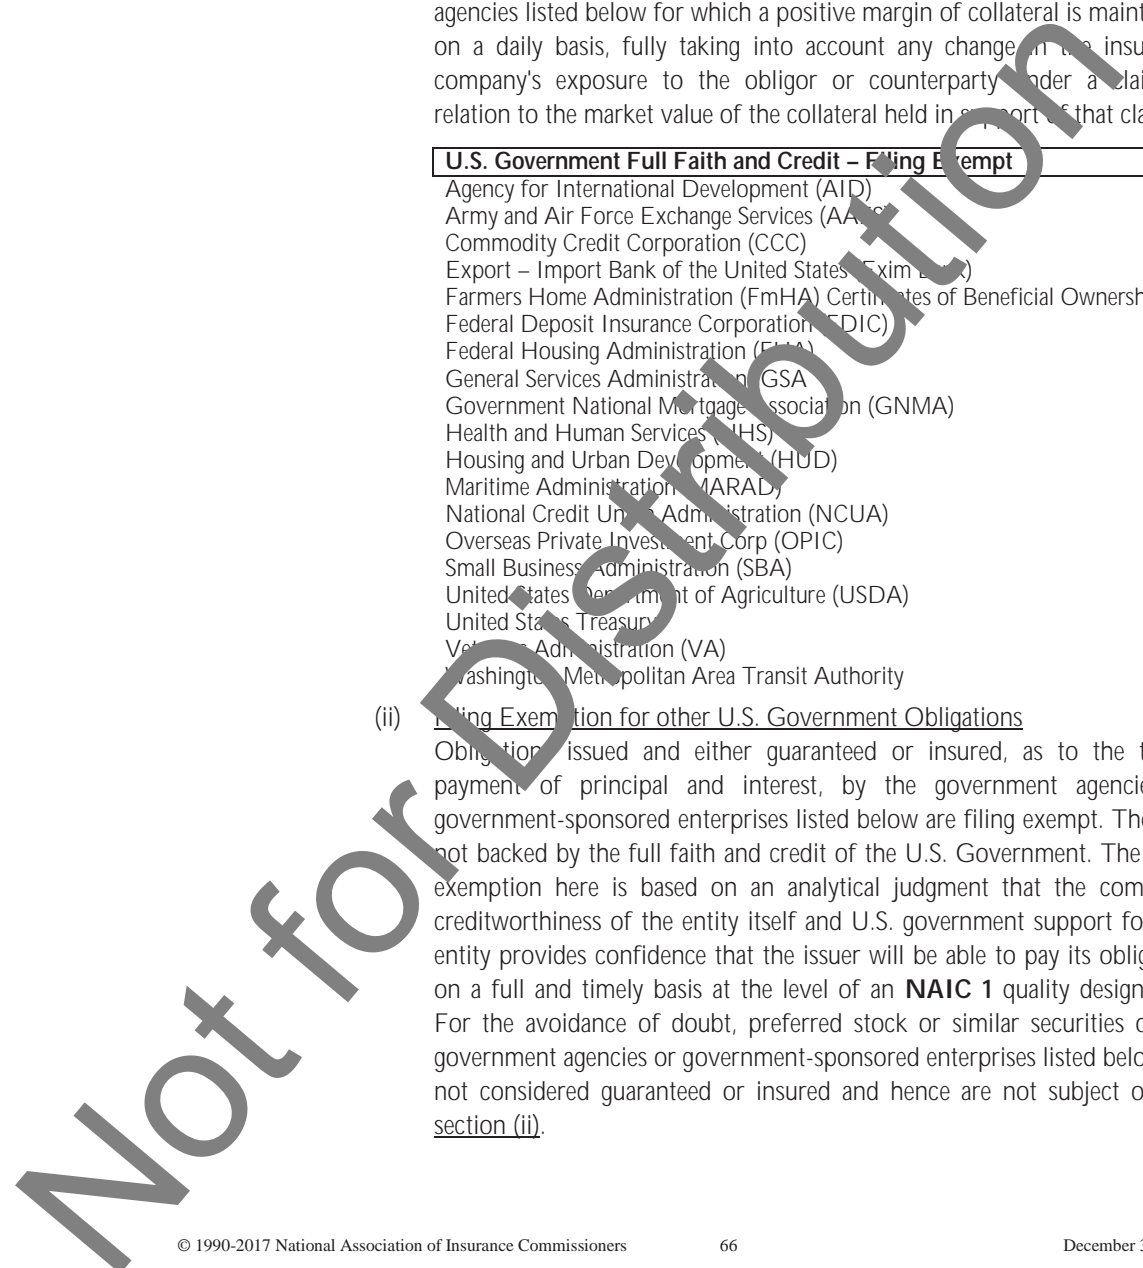 agencies listed below for which a positive margin of collateral is maint
on a daily basis, fully taking into account any change in the insu
company's exposure to the obligor or counterparty under a clai
relation to the market value of the collateral held in support of that cla
U.S. Government Full Faith and Credit – Filing Exempt
Agency for International Development (AID)
Army and Air Force Exchange Services (AAFES)
Commodity Credit Corporation (CCC)
Export – Import Bank of the United States (Exim Bank)
Farmers Home Administration (FmHA) Certificates of Beneficial Ownersh
Federal Deposit Insurance Corporation (FDIC)
Federal Housing Administration (FHA)
General Services Administration (GSA
Government National Mortgage Association (GNMA)
Health and Human Services (HHS)
Housing and Urban Development (HUD)
Maritime Administration (MARAD)
National Credit Union Administration (NCUA)
Overseas Private Investment Corp (OPIC)
Small Business Administration (SBA)
United States Department of Agriculture (USDA)
United States Treasury
Veterans Administration (VA)
Washington Metropolitan Area Transit Authority
(ii) Filing Exemption for other U.S. Government Obligations
Obligations issued and either guaranteed or insured, as to the t
payment of principal and interest, by the government agencie
government-sponsored enterprises listed below are filing exempt. The
not backed by the full faith and credit of the U.S. Government. The
exemption here is based on an analytical judgment that the com
creditworthiness of the entity itself and U.S. government support fo
entity provides confidence that the issuer will be able to pay its oblig
on a full and timely basis at the level of an NAIC 1 quality design
For the avoidance of doubt, preferred stock or similar securities o
government agencies or government-sponsored enterprises listed belo
not considered guaranteed or insured and hence are not subject o
section (ii).
Not for Distribution
© 1990-2017 National Association of Insurance Commissioners 66 December 3